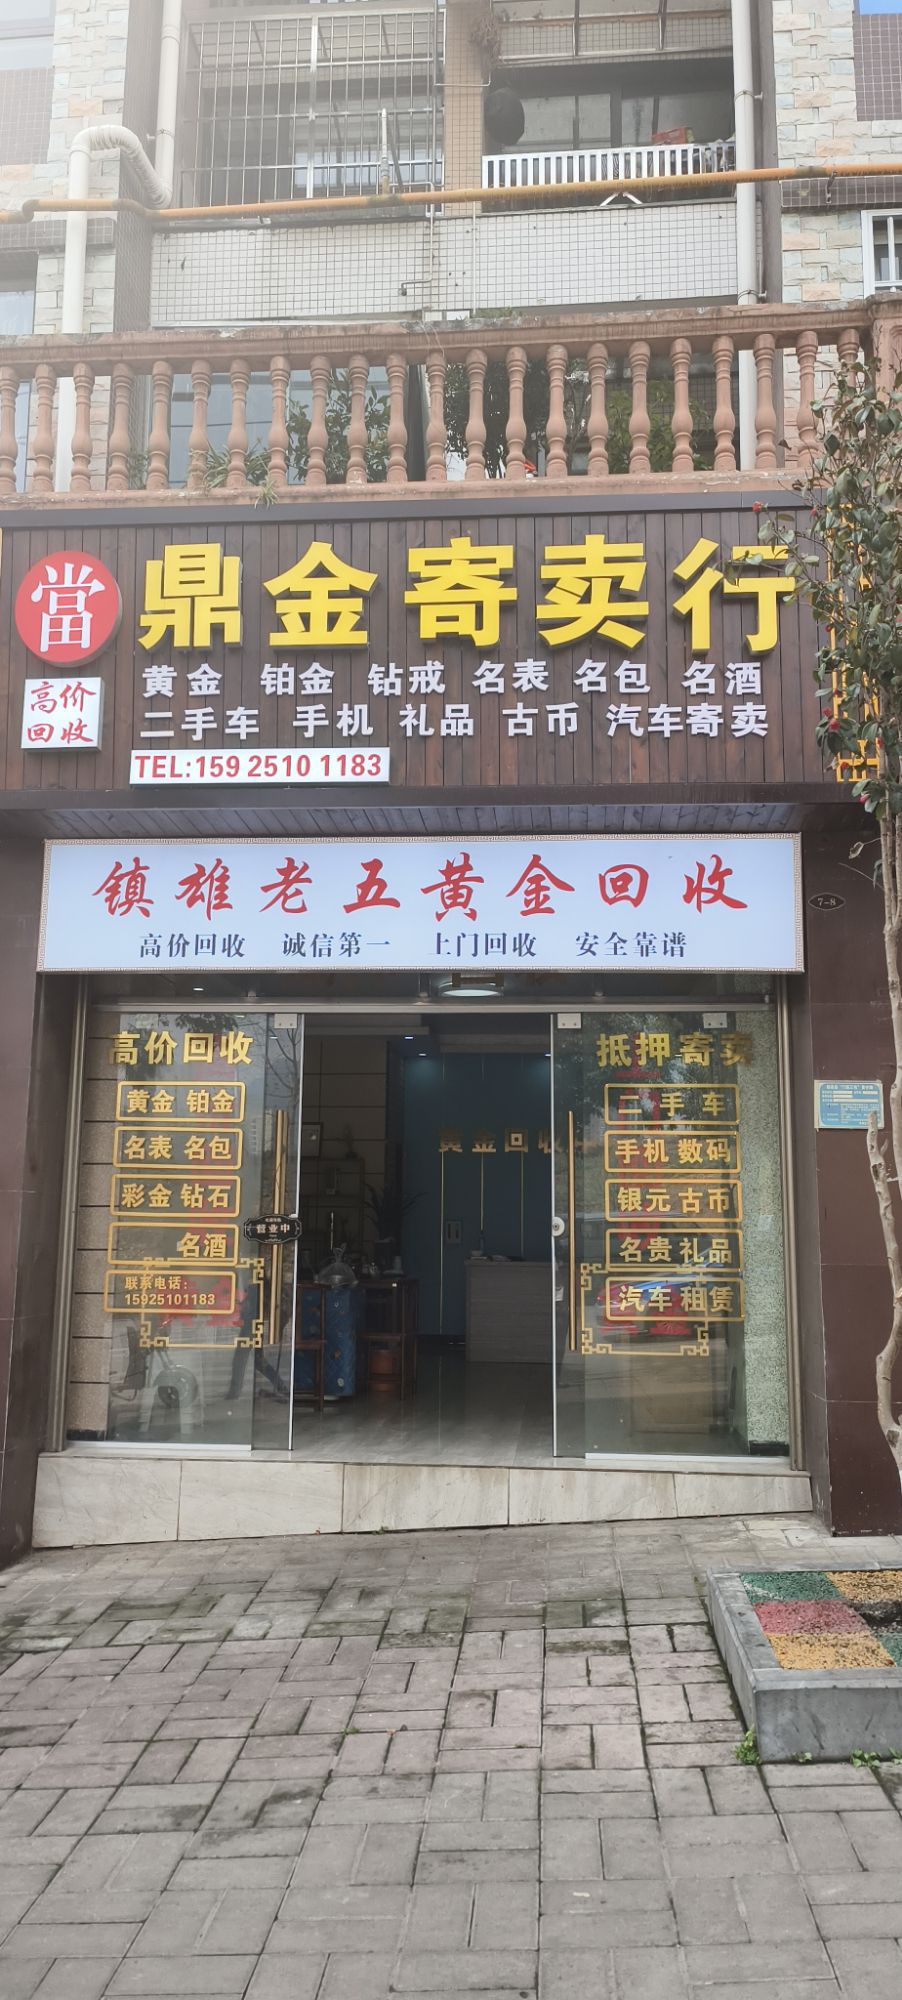 當
鼎金寄卖行
高价
回收
黄金 铂金 钻戒 名表 名包 名酒
二手车 手机 礼品 古币 汽车寄卖
TEL:159 2510 1183
镇雄老五黄金回收
高价回收 诚信第一 上门回收 安全靠谱
7-8
高价回收
黄金 铂金
名表 名包
彩金 钻石
名酒
联系电话：
15925101183
营业中
黄金回收
抵押寄卖
二手车
手机 数码
银元 古币
名贵礼品
汽车租赁